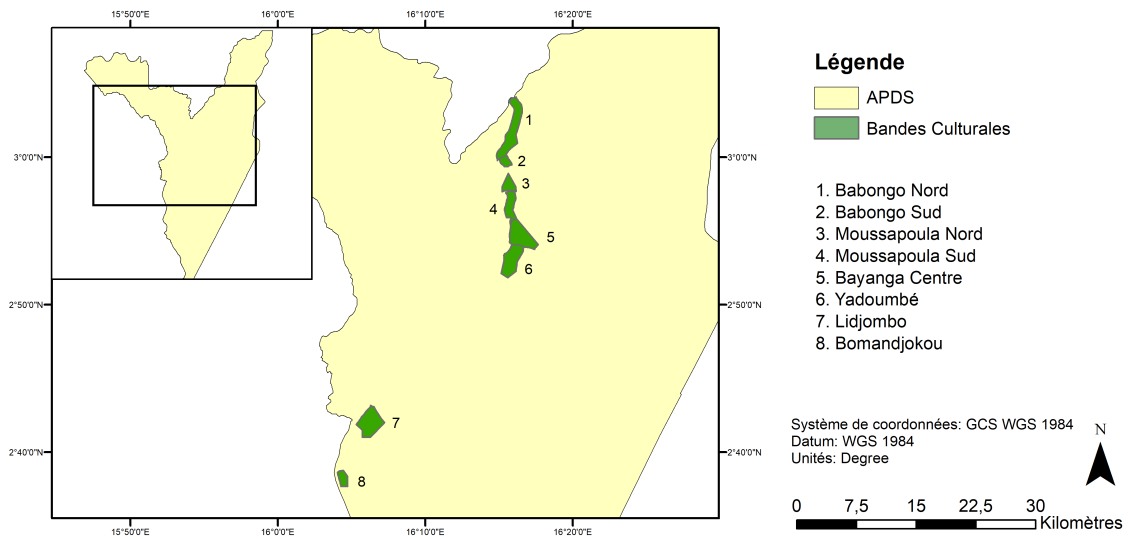 15°50'0"E 16°0'0"E 16°10'0"E 16°20'0"E
3°0'0"N
2°50'0"N
2°40'0"N
3°0'0"N
2°50'0"N
2°40'0"N
15°50'0"E 16°0'0"E 16°10'0"E 16°20'0"E
1
2
3
4
5
6
7
8
Légende
APDS
Bandes Culturales
1. Babongo Nord
2. Babongo Sud
3. Moussapoula Nord
4. Moussapoula Sud
5. Bayanga Centre
6. Yadoumbé
7. Lidjombo
8. Bomandjokou
Système de coordonnées: GCS WGS 1984
Datum: WGS 1984
Unités: Degree
N
0 7,5 15 22,5 30
Kilomètres